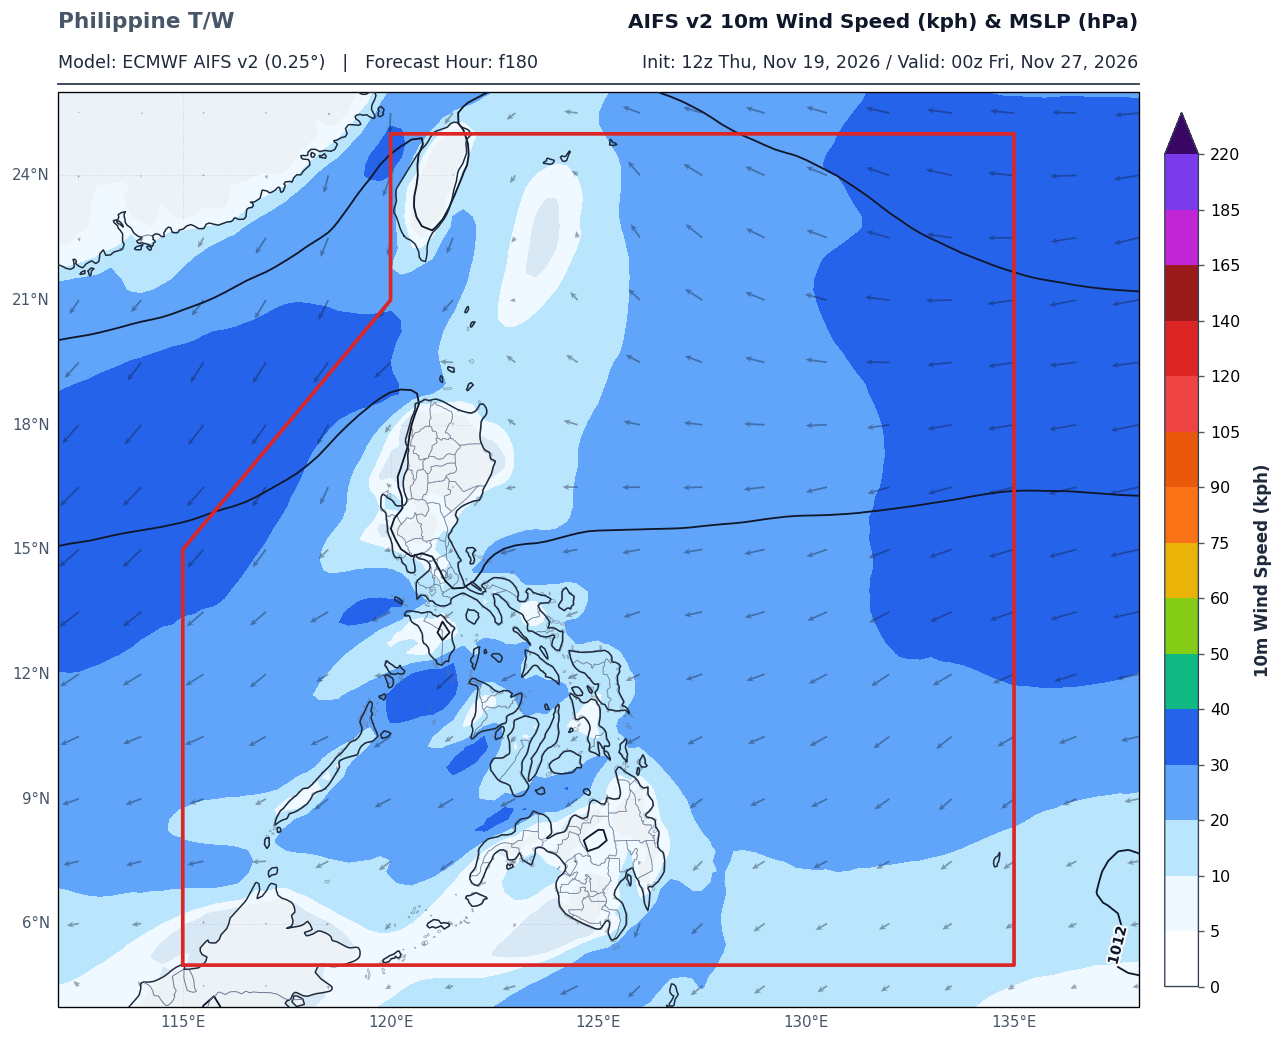 Philippine T/W
AIFS v2 10m Wind Speed (kph) & MSLP (hPa)
Model: ECMWF AIFS v2 (0.25°) | Forecast Hour: f180
Init: 12z Thu, Nov 19, 2026 / Valid: 00z Fri, Nov 27, 2026
24°N
21°N
18°N
15°N
12°N
9°N
6°N
115°E
120°E
125°E
130°E
135°E
1012
220
185
165
140
120
105
90
75
60
50
40
30
20
10
5
0
10m Wind Speed (kph)